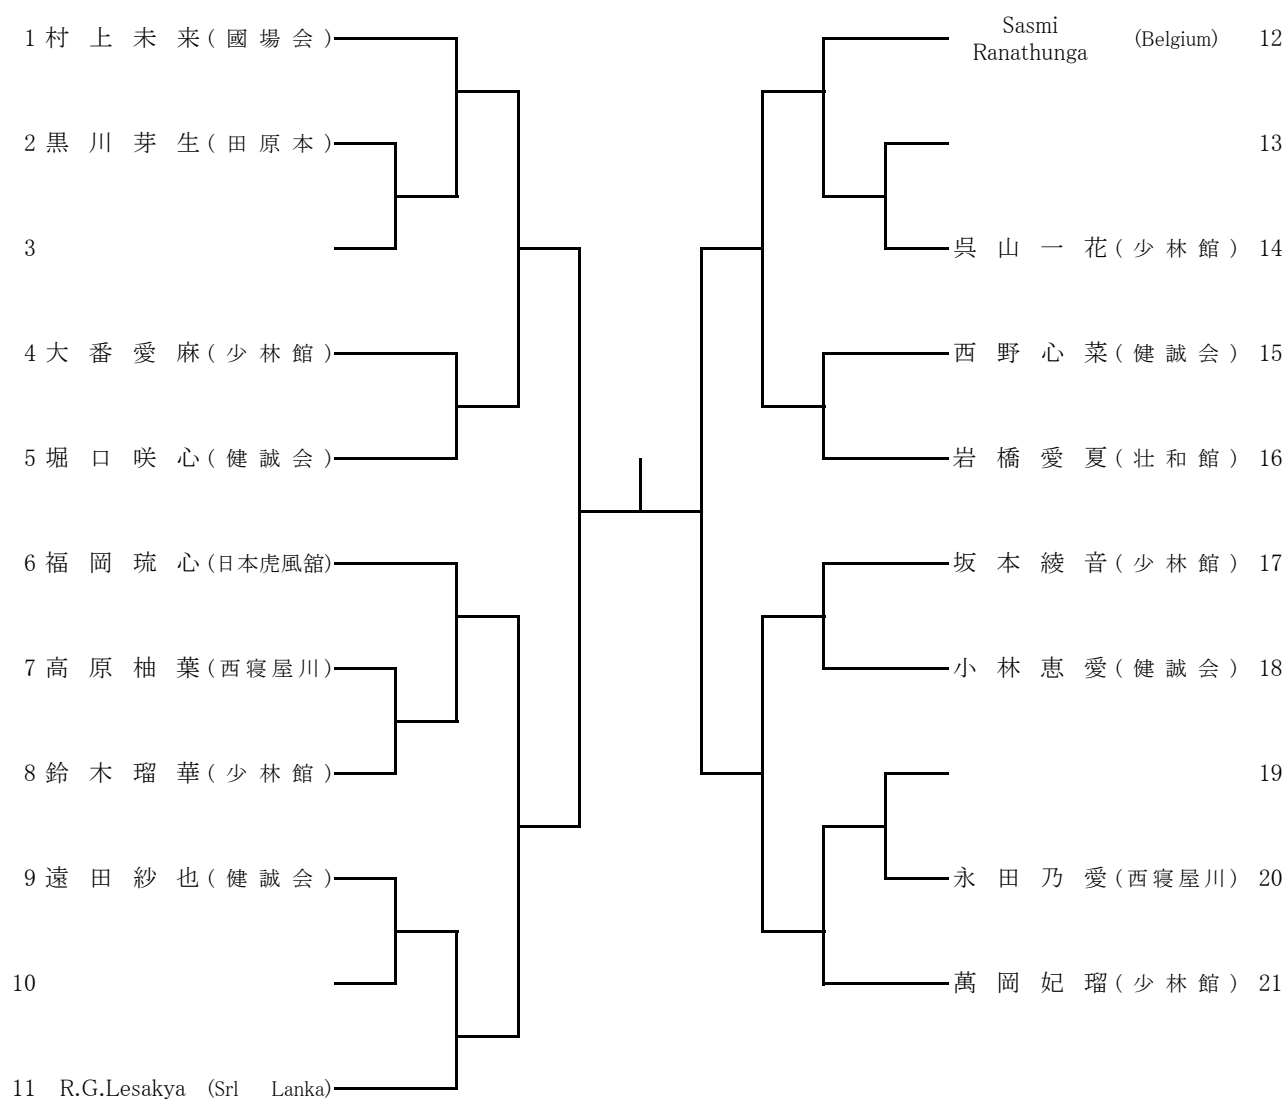 1 村上未来(國場会)
2 黒川芽生(田原本)
3
4 大番愛麻(少林館)
5 堀口咲心(健誠会)
6 福岡琉心(日本虎風舘)
7 高原柚葉(西寝屋川)
8 鈴木瑠華(少林館)
9 遠田紗也(健誠会)
10
11 R.G.Lesakya (Srl Lanka)
Sasmi
Ranathunga (Belgium) 12
13
呉山一花(少林館) 14
西野心菜(健誠会) 15
岩橋愛夏(壮和館) 16
坂本綾音(少林館) 17
小林恵愛(健誠会) 18
19
永田乃愛(西寝屋川) 20
萬岡妃瑠(少林館) 21